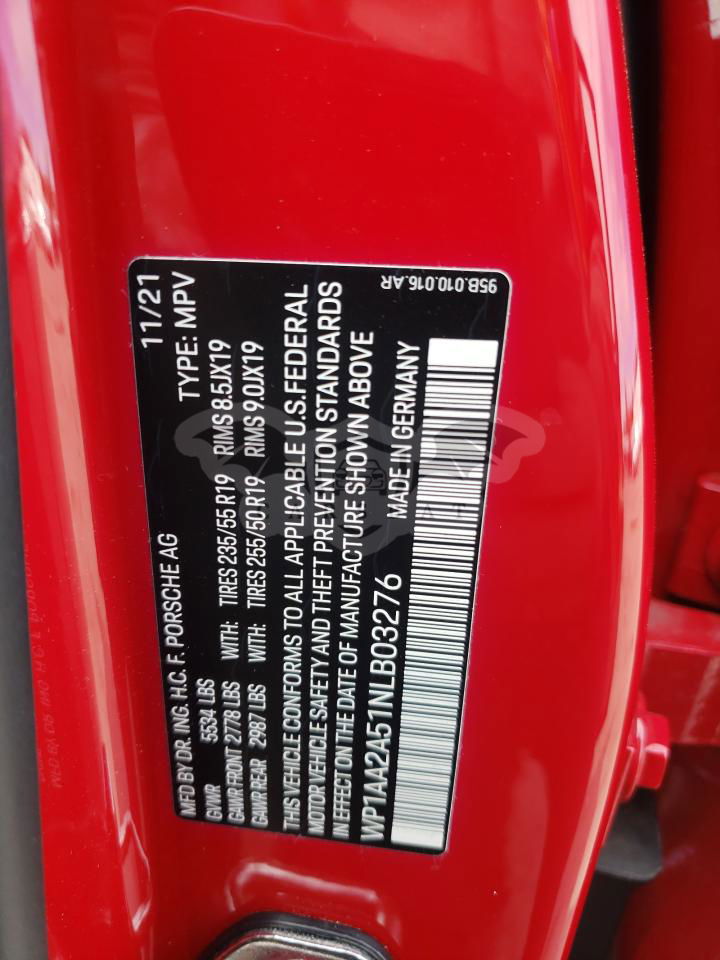 MFD BY DR. ING. H.C. F. PORSCHE AG 11/21
GVWR 5534 LBS TYPE: MPV
GAWR FRONT 2778 LBS WITH: TIRES 235/55 R19 RIMS 8.5JX19
GAWR REAR 2987 LBS WITH: TIRES 255/50 R19 RIMS 9.0JX19
THIS VEHICLE CONFORMS TO ALL APPLICABLE U.S. FEDERAL
MOTOR VEHICLE SAFETY AND THEFT PREVENTION STANDARDS
IN EFFECT ON THE DATE OF MANUFACTURE SHOWN ABOVE
WP1AA2A51NLB03276 MADE IN GERMANY
95B.010.016.AR